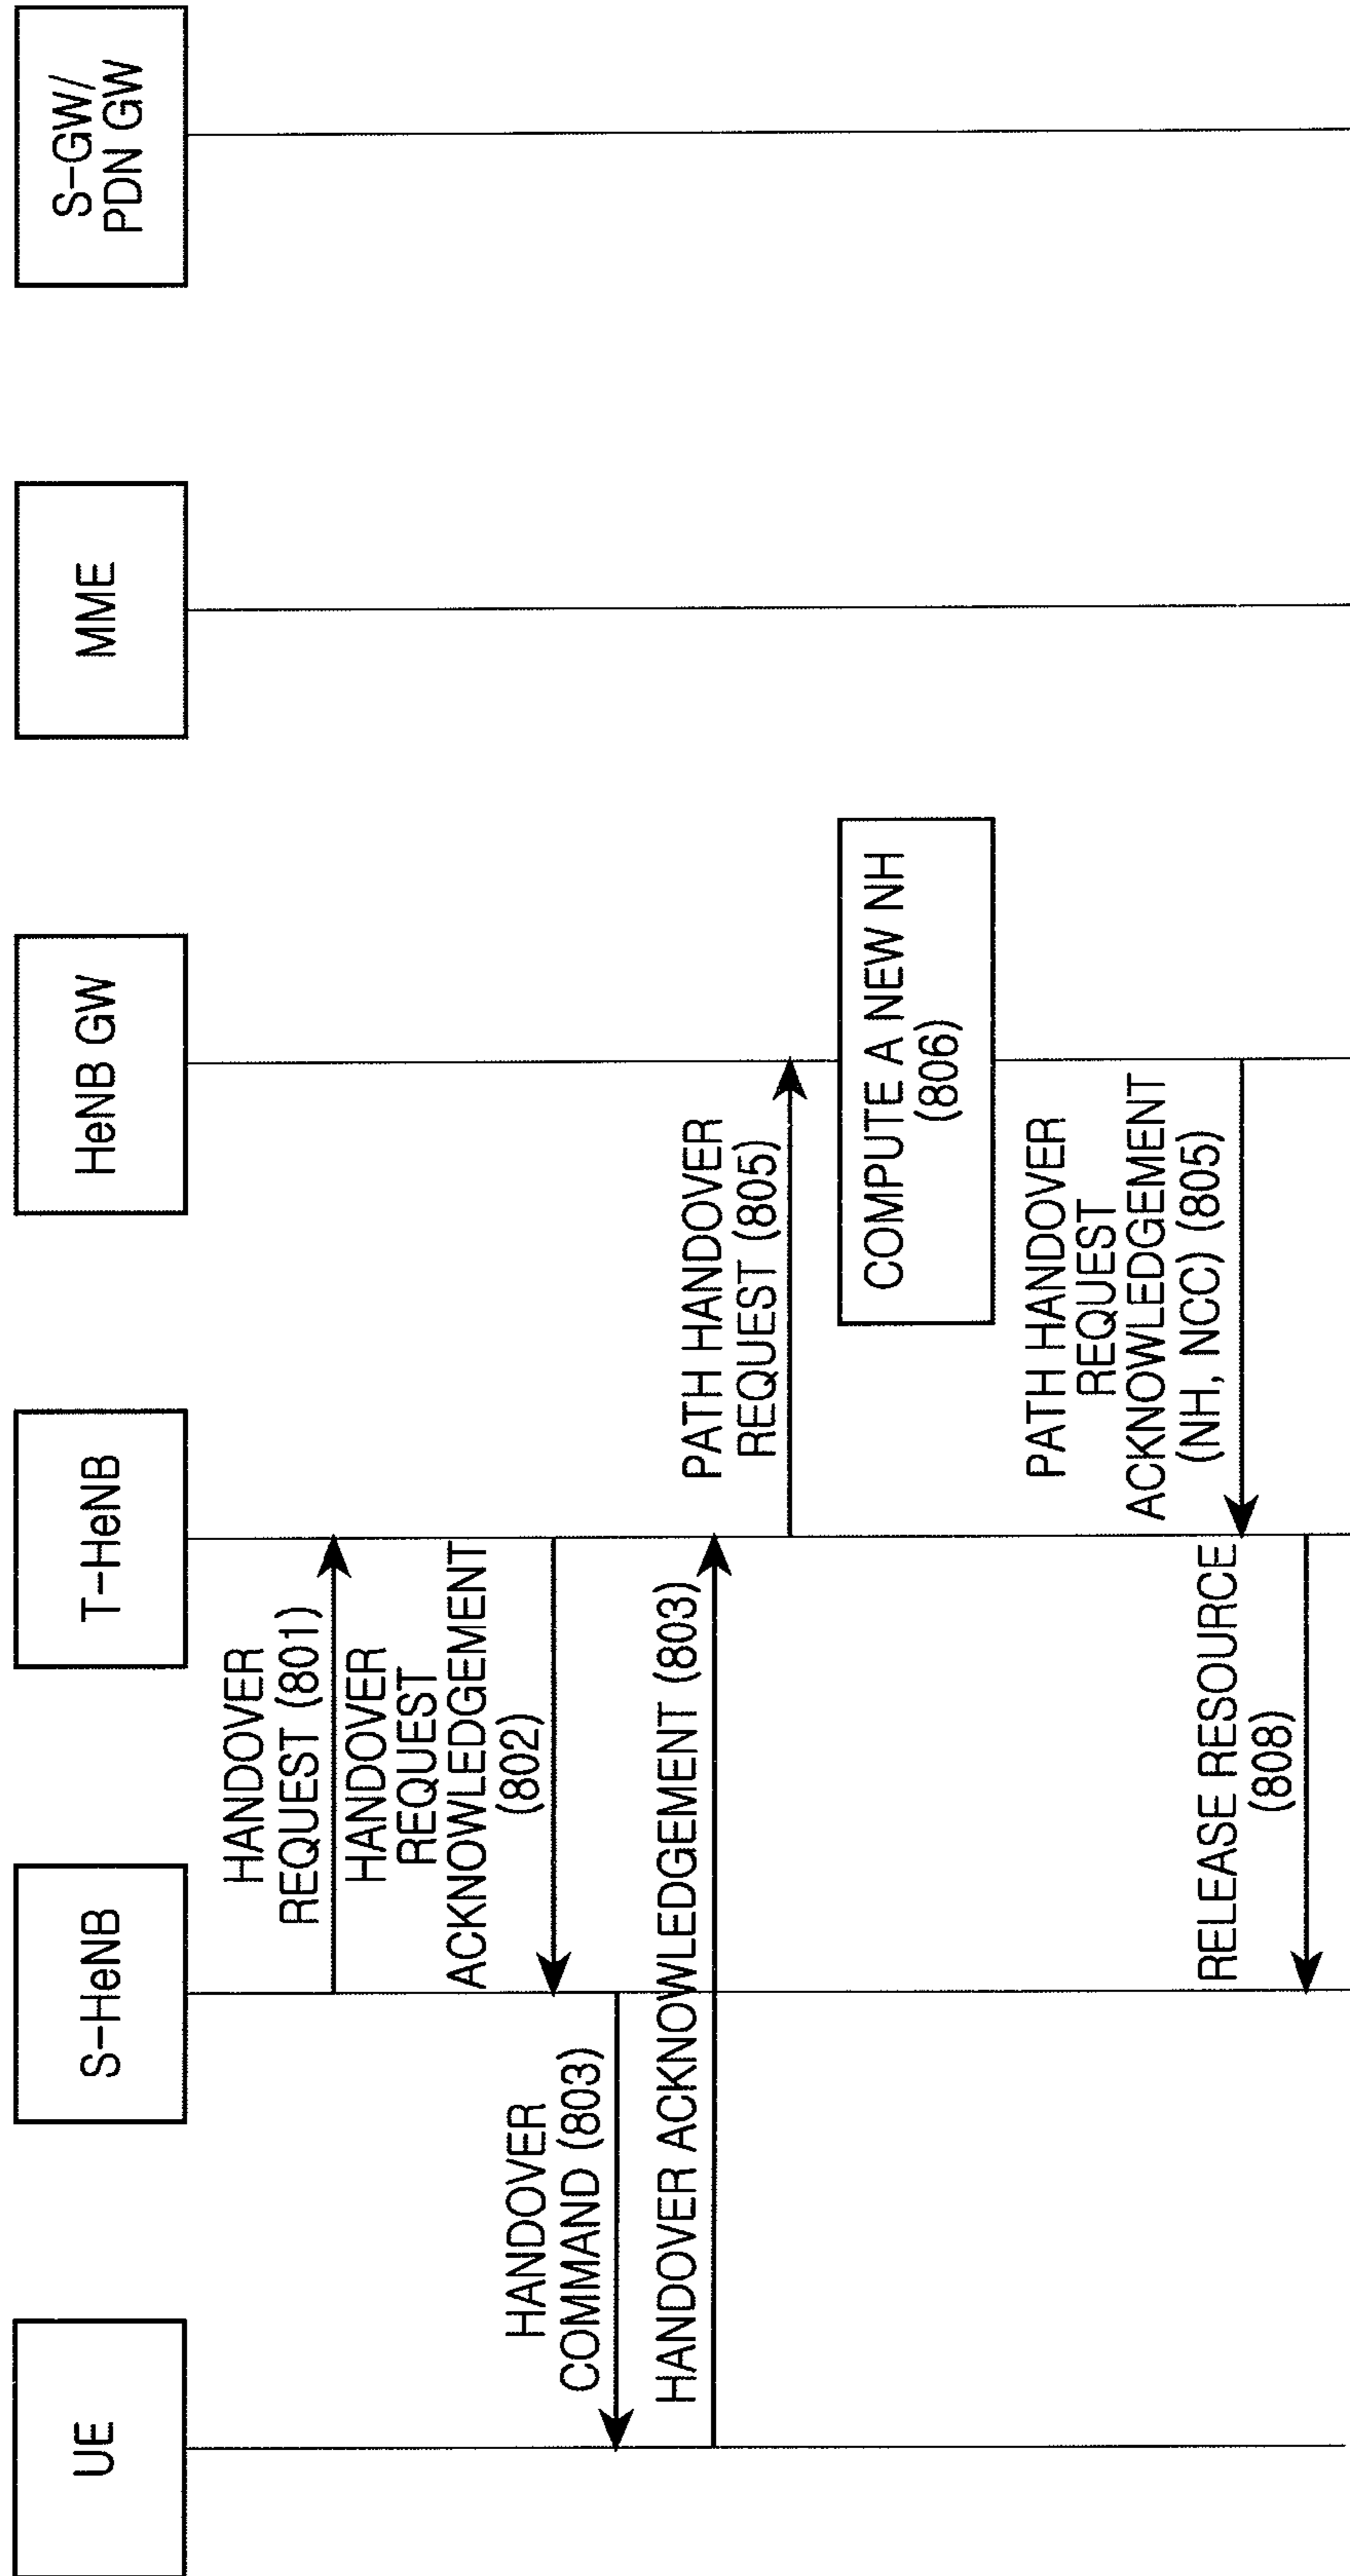 UE
S-HeNB
T-HeNB
HeNB GW
MME
S-GW/
PDN GW
HANDOVER
REQUEST (801)
HANDOVER
REQUEST
ACKNOWLEDGEMENT
(802)
HANDOVER
COMMAND (803)
HANDOVER ACKNOWLEDGEMENT (803)
PATH HANDOVER
REQUEST (805)
COMPUTE A NEW NH
(806)
PATH HANDOVER
REQUEST
ACKNOWLEDGEMENT
(NH, NCC) (805)
RELEASE RESOURCE
(808)